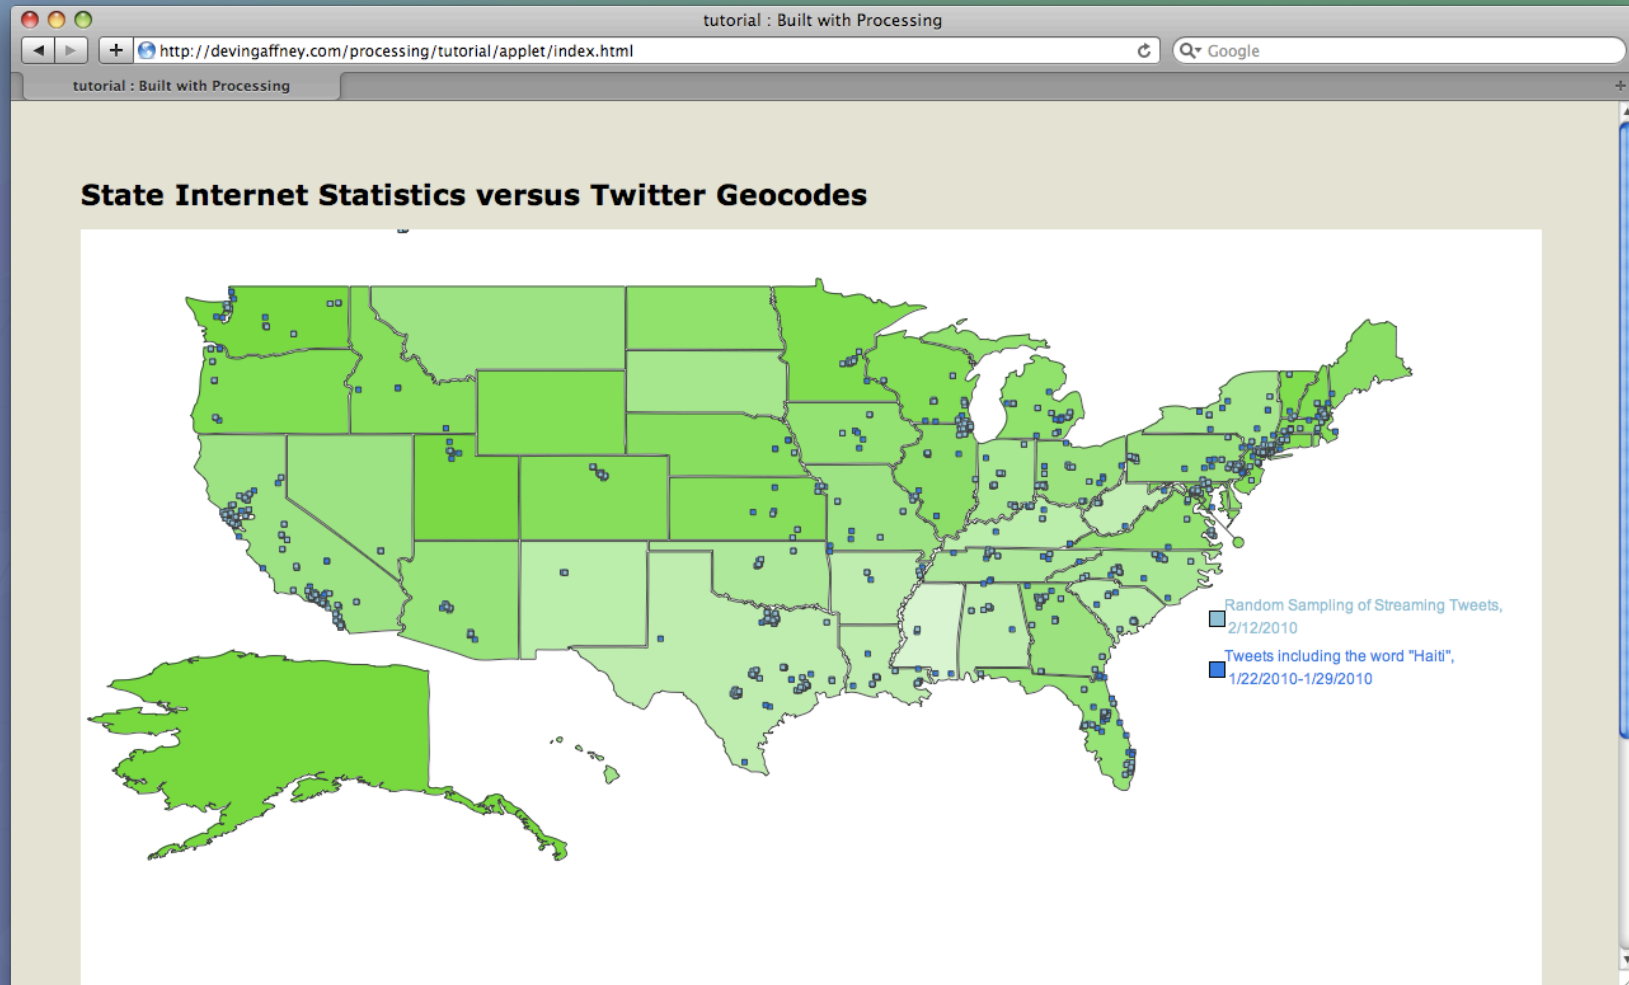 tutorial : Built with Processing
http://devingaffney.com/processing/tutorial/applet/index.html
Google
tutorial : Built with Processing
State Internet Statistics versus Twitter Geocodes
Random Sampling of Streaming Tweets,
2/12/2010
Tweets including the word "Haiti",
1/22/2010-1/29/2010